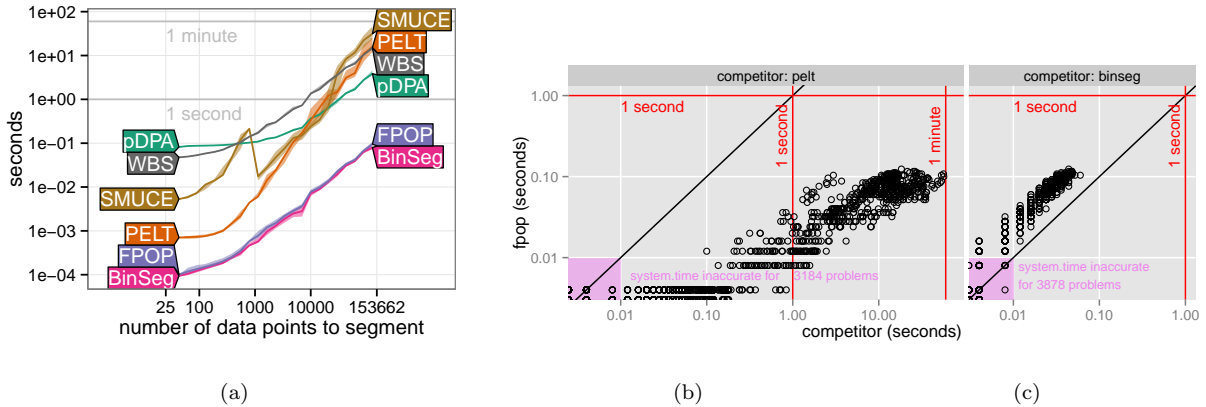 1e+02
1e+01
1e+00
1e−01
1e−02
1e−03
1e−04
seconds
1 minute
1 second
SMUCE
PELT
WBS
pDPA
FPOP
BinSeg
pDPA
WBS
SMUCE
PELT
FPOP
BinSeg
25 100 1000 10000 153662
number of data points to segment
(a)
competitor: pelt
competitor: binseg
1.00
0.10
0.01
fpop (seconds)
1 second
1 second
1 minute
system.time inaccurate for 3184 problems
0.01 0.10 1.00 10.00
1 second
1 second
system.time inaccurate
for 3878 problems
0.01 0.10 1.00
competitor (seconds)
(b)
(c)